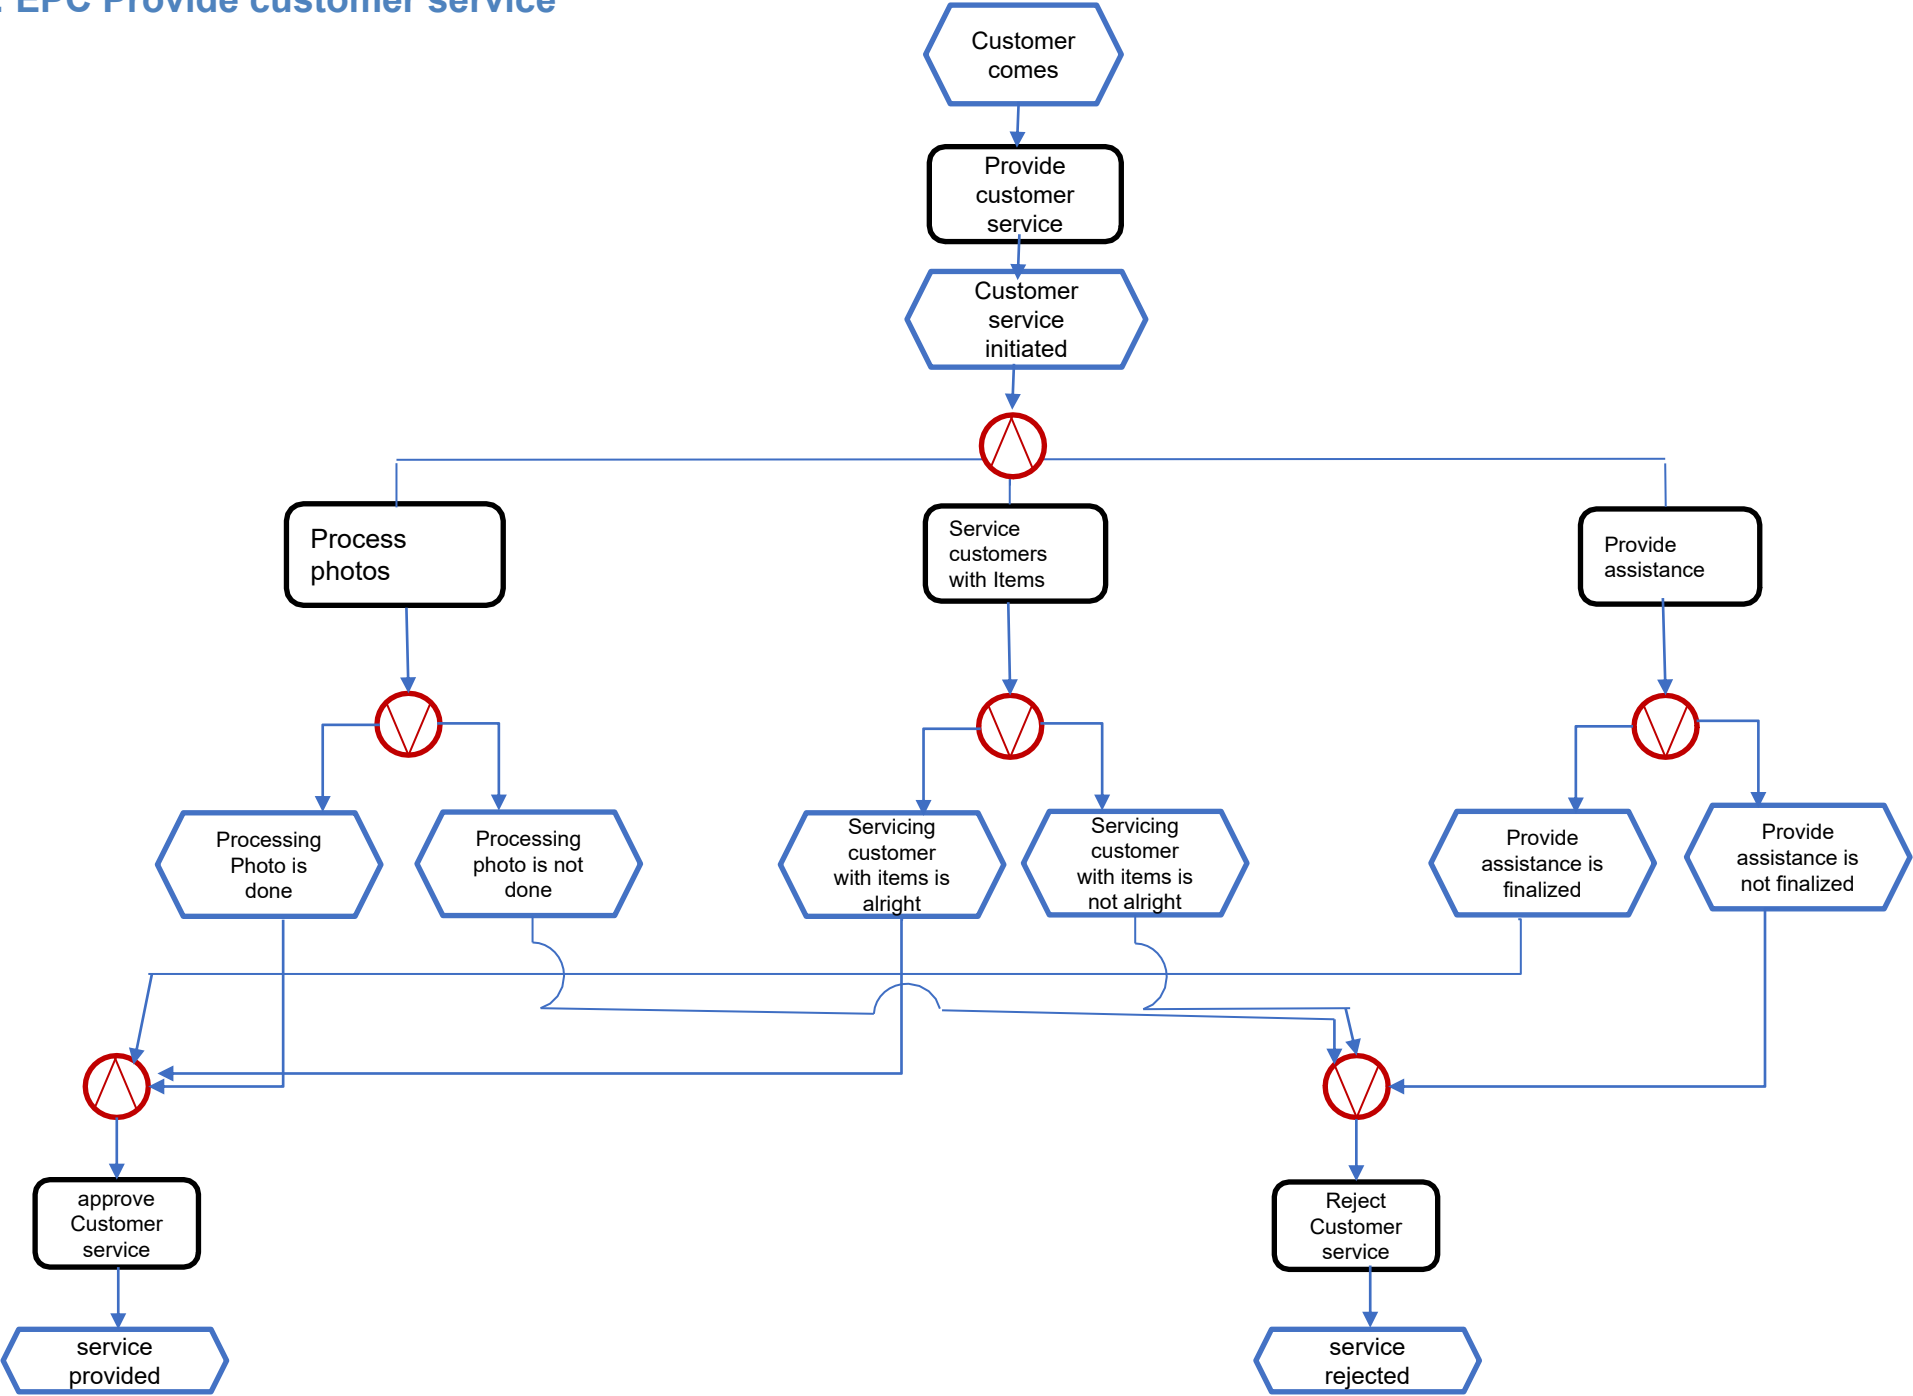 . EPC Provide customer service
Customer
comes
Provide
customer
service
Customer
service
initiated
Process
photos
Service
customers
with Items
Provide
assistance
Processing
Photo is
done
Processing
photo is not
done
Servicing
customer
with items is
alright
Servicing
customer
with items is
not alright
Provide
assistance is
finalized
Provide
assistance is
not finalized
approve
Customer
service
Reject
Customer
service
service
provided
service
rejected